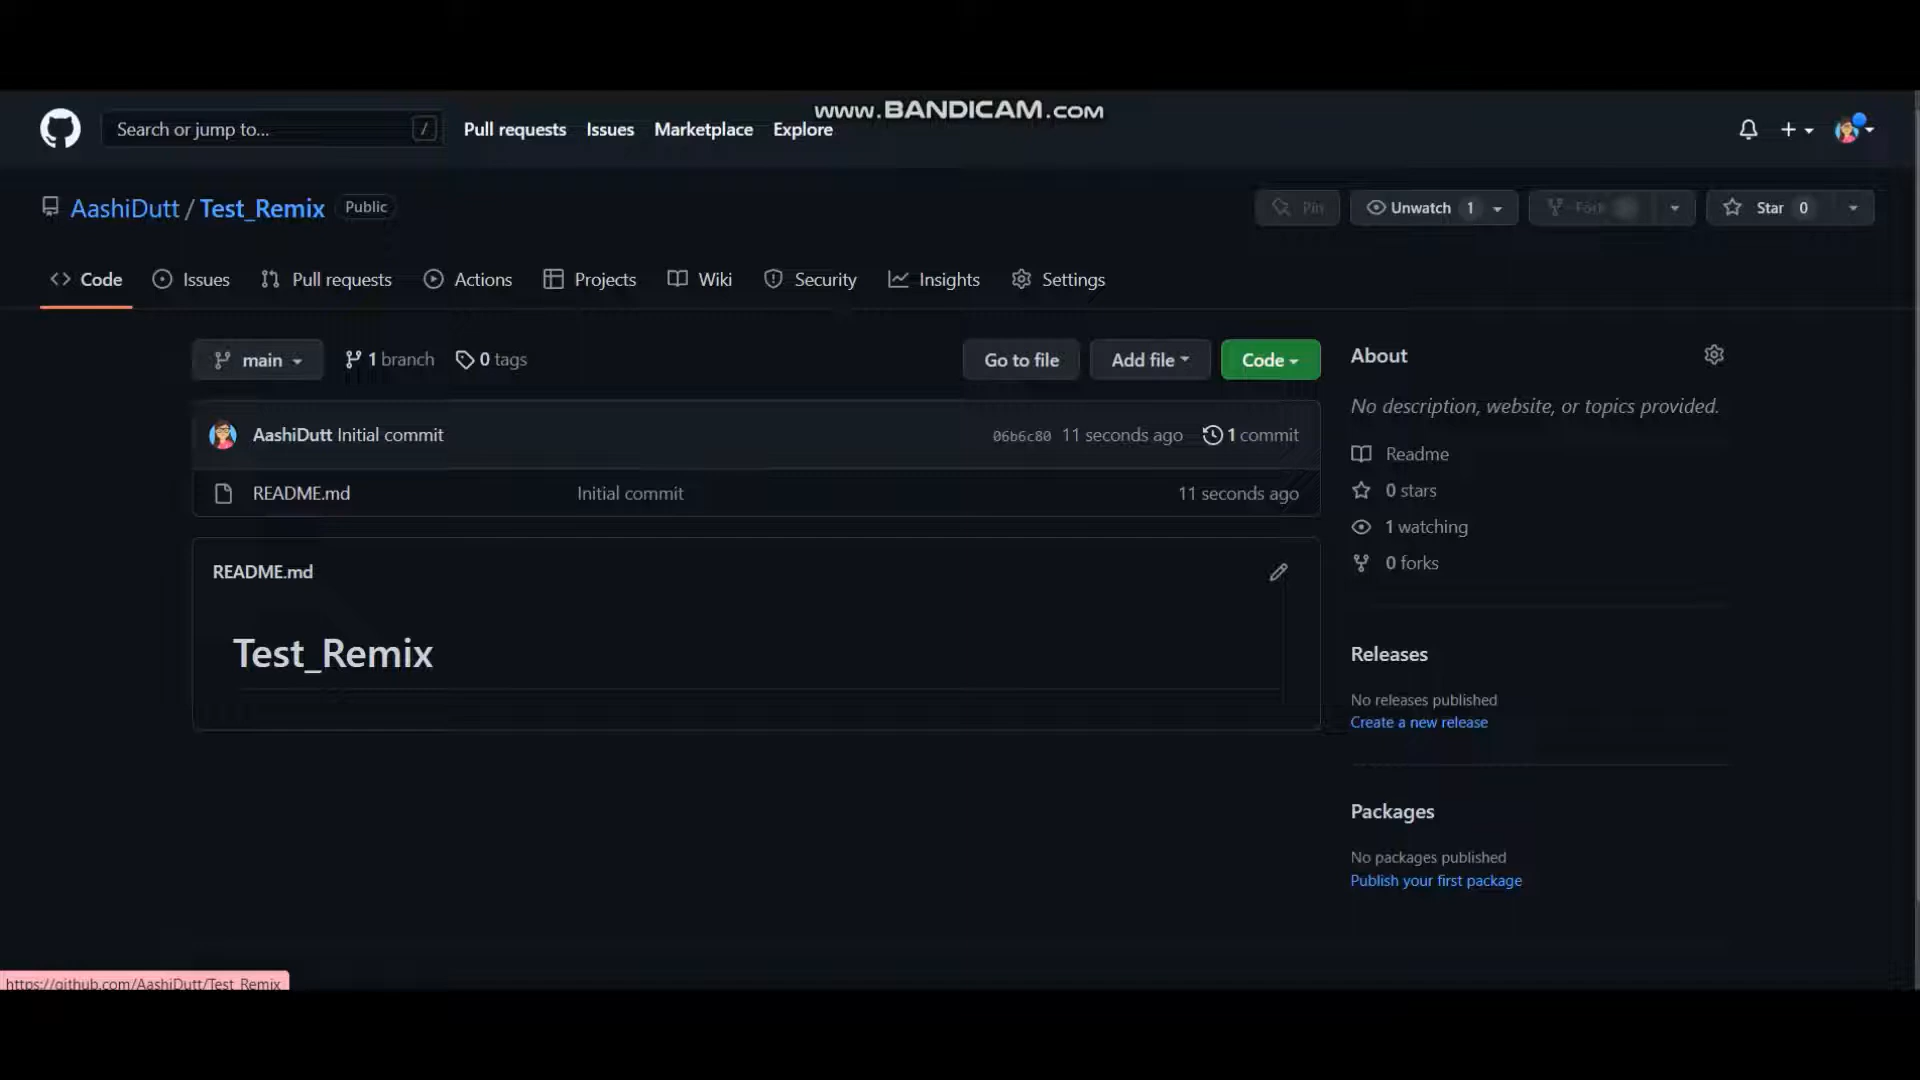 www.BANDICAM.com
Search or jump to... / Pull requests Issues Marketplace Explore
AashiDutt / Test_Remix Public Pin Unwatch 1 Fork Star 0
Code Issues Pull requests Actions Projects Wiki Security Insights Settings
main 1 branch 0 tags Go to file Add file Code
AashiDutt Initial commit 06b6c80 11 seconds ago 1 commit
README.md Initial commit 11 seconds ago
README.md
Test_Remix
About
No description, website, or topics provided.
Readme
0 stars
1 watching
0 forks
Releases
No releases published
Create a new release
Packages
No packages published
Publish your first package
https://github.com/AashiDutt/Test_Remix